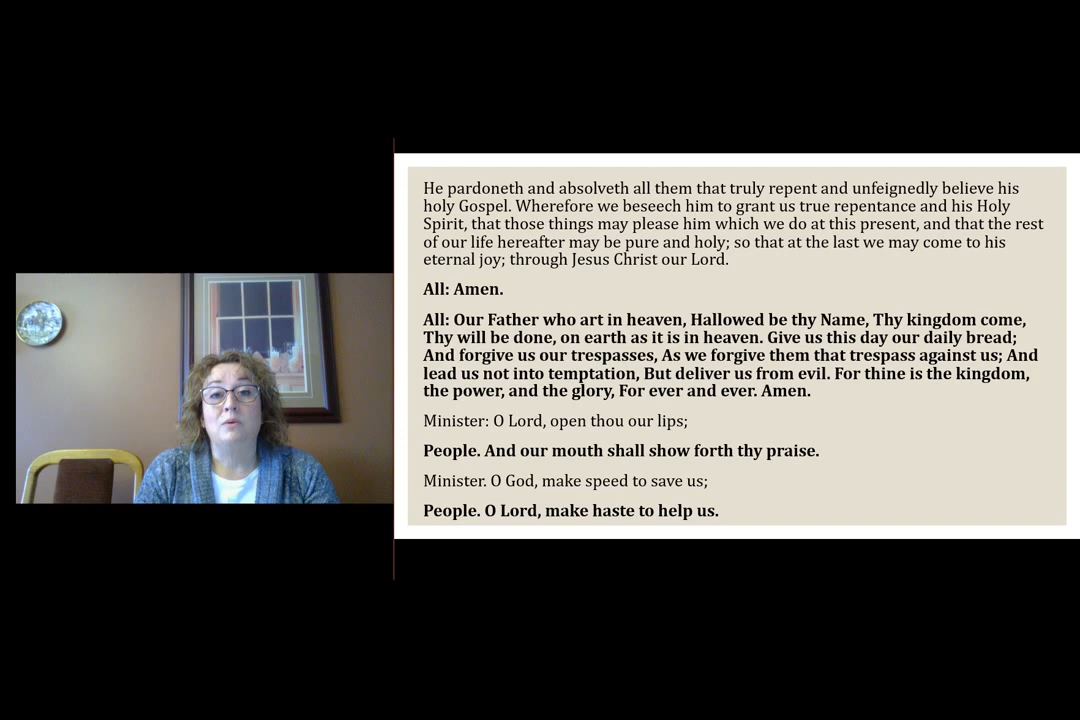 He pardoneth and absolveth all them that truly repent and unfeignedly believe his
holy Gospel. Wherefore we beseech him to grant us true repentance and his Holy
Spirit, that those things may please him which we do at this present, and that the rest
of our life hereafter may be pure and holy; so that at the last we may come to his
eternal joy; through Jesus Christ our Lord.
All: Amen.
All: Our Father who art in heaven, Hallowed be thy Name, Thy kingdom come,
Thy will be done, on earth as it is in heaven. Give us this day our daily bread;
And forgive us our trespasses, As we forgive them that trespass against us; And
lead us not into temptation, But deliver us from evil. For thine is the kingdom,
the power, and the glory, For ever and ever. Amen.
Minister: O Lord, open thou our lips;
People. And our mouth shall show forth thy praise.
Minister. O God, make speed to save us;
People. O Lord, make haste to help us.